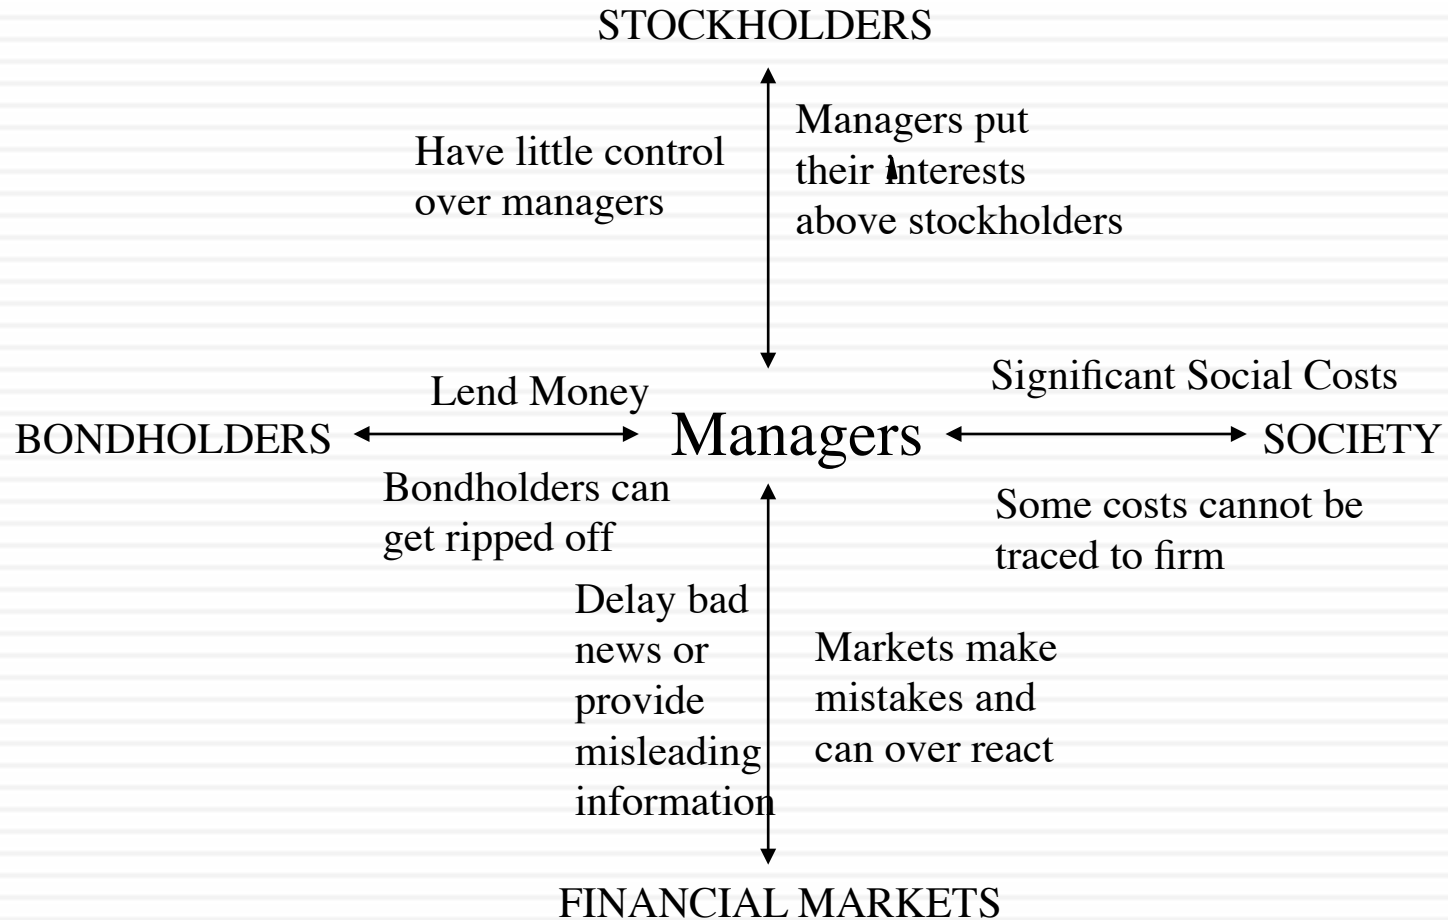 STOCKHOLDERS
Have little control
over managers
Managers put
their interests
above stockholders
Lend Money
Significant Social Costs
BONDHOLDERS
Managers
SOCIETY
Bondholders can
get ripped off
Some costs cannot be
traced to firm
Delay bad
news or
provide
misleading
information
Markets make
mistakes and
can over react
FINANCIAL MARKETS